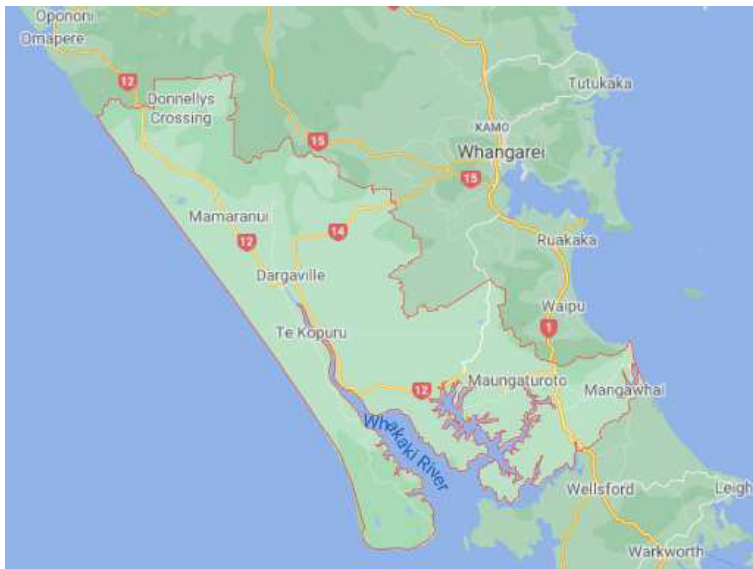 Opononi
Omapere
12
Donnellys
Crossing
Tutukaka
KAMO
15
Whangarei
15
Mamaranui
14
12
Ruakaka
Dargaville
Waipu
1
Te Kopuru
Maungaturoto
12
Mangawhai
Whakaki River
Wellsford
Leigh
Warkworth